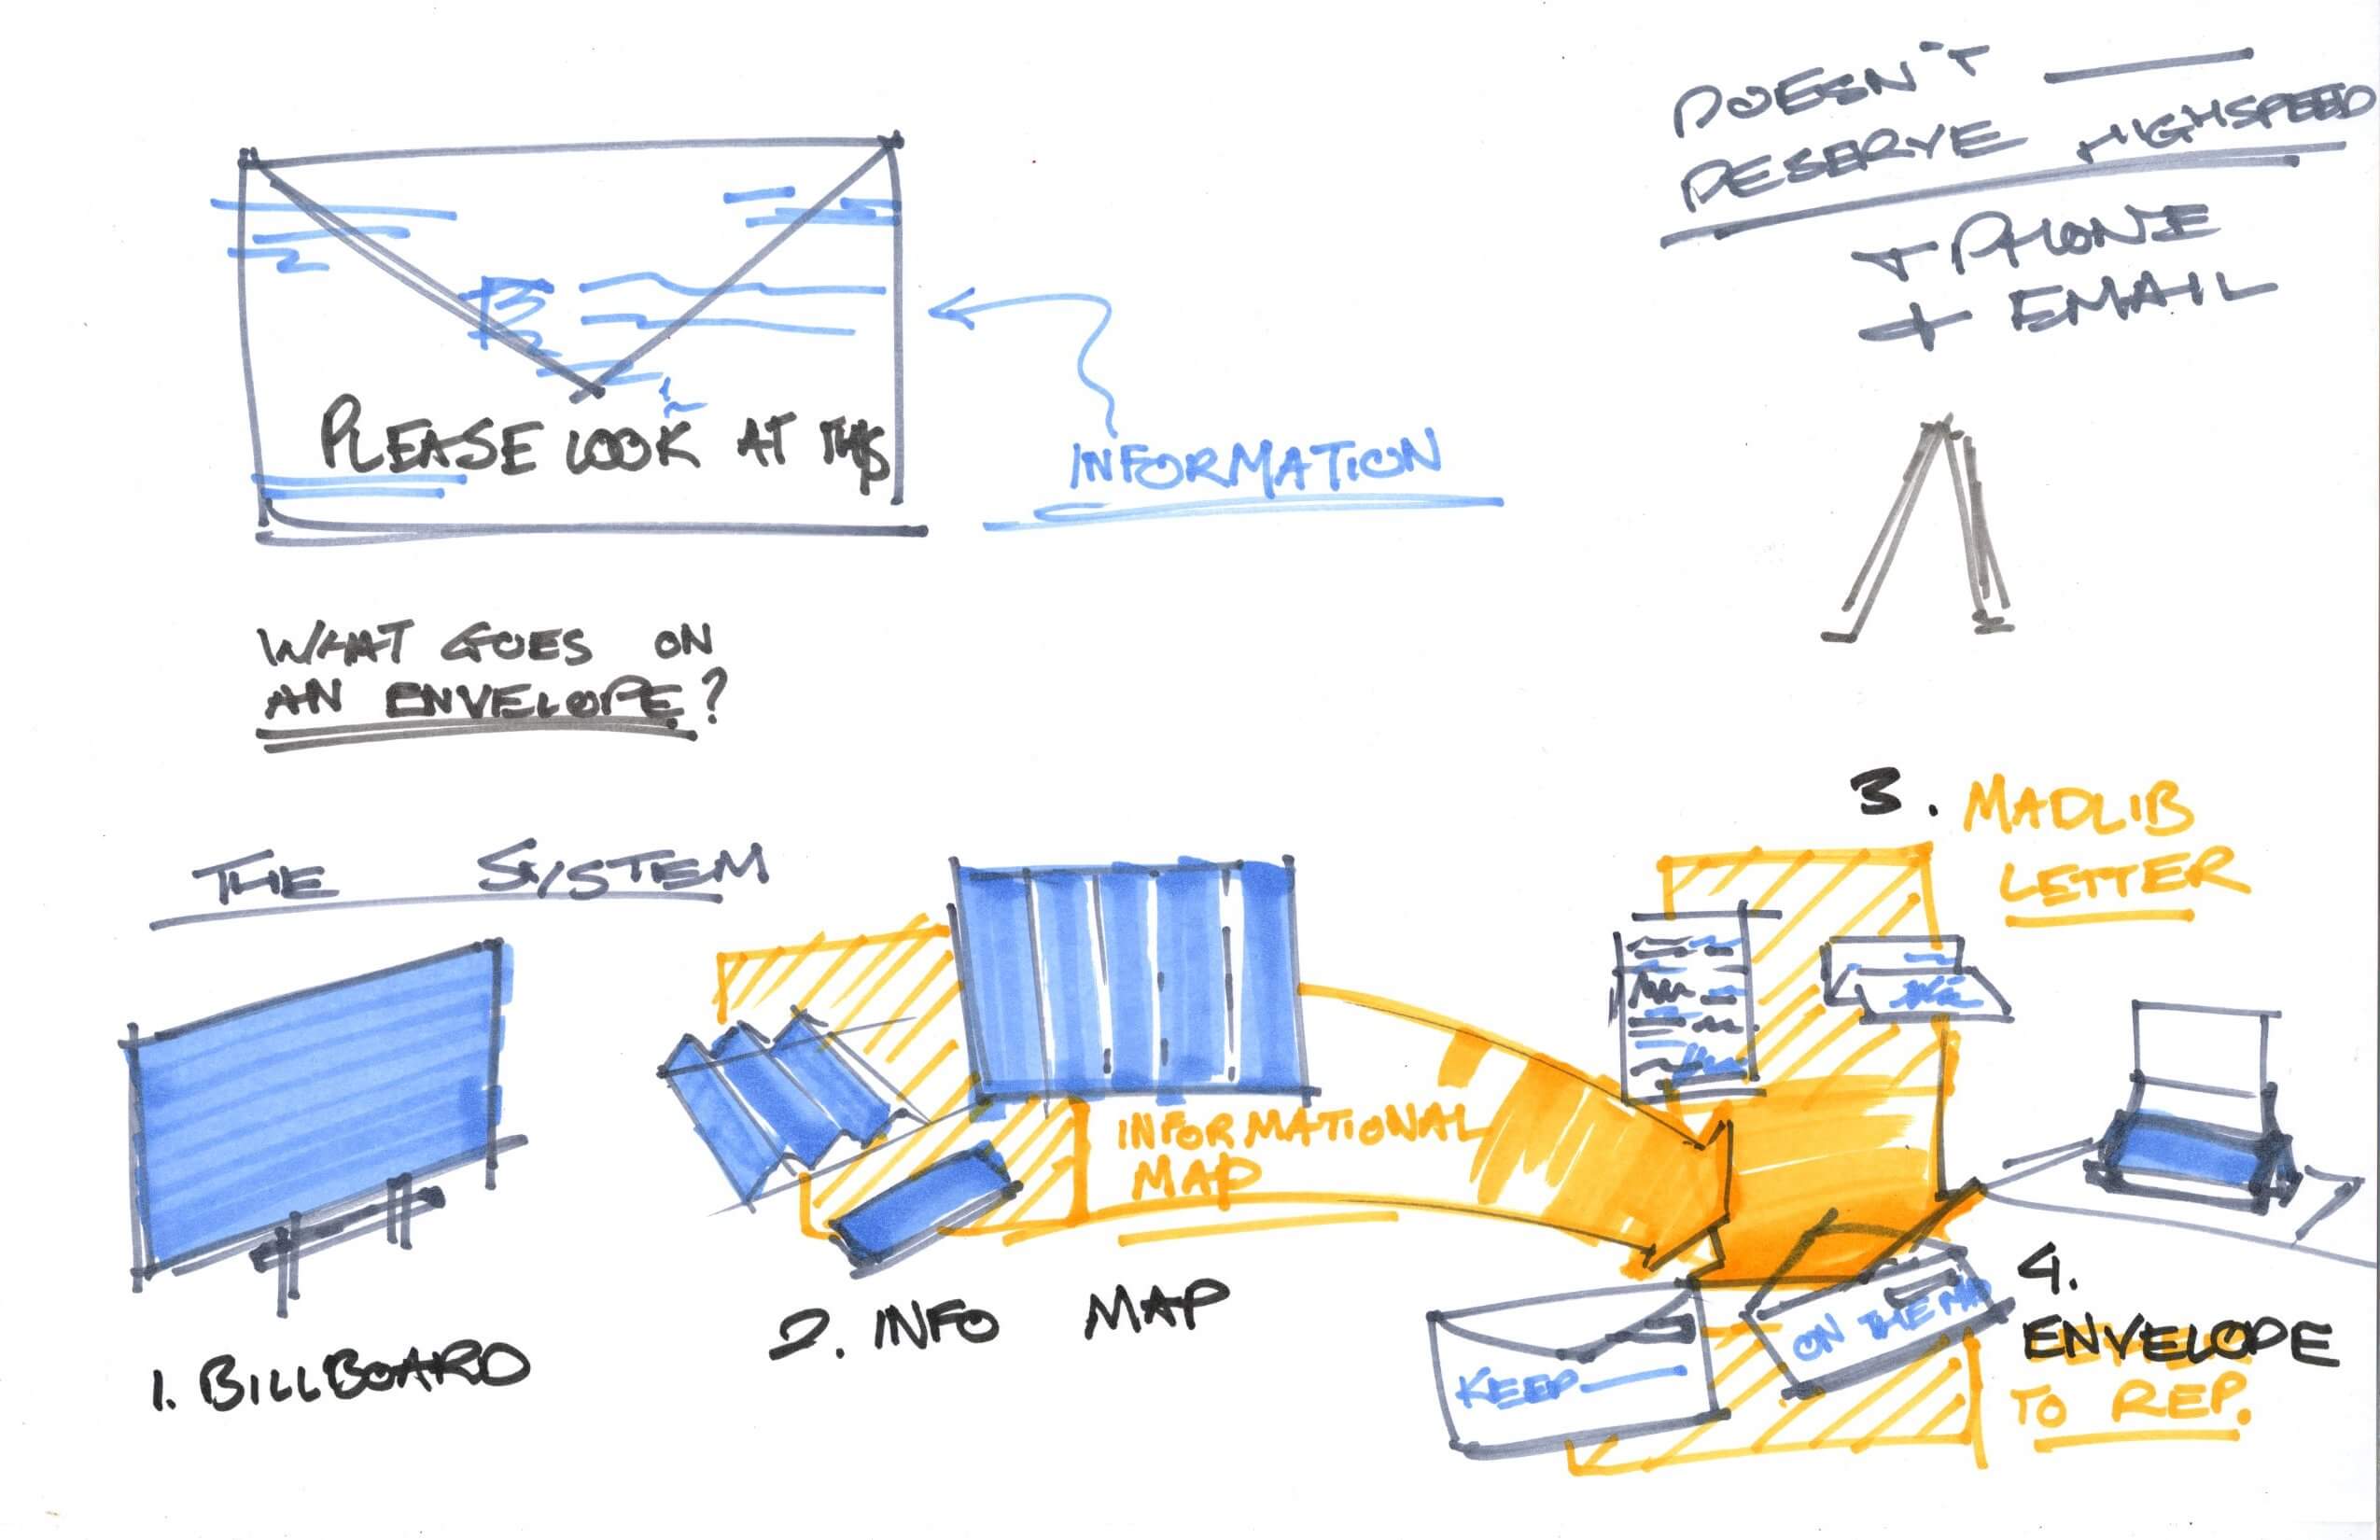 DOESN'T ——
DESERVE HIGHSPEED
+ PHONE
+ EMAIL
PLEASE LOOK AT THIS
INFORMATION
WHAT GOES ON
AN ENVELOPE?
THE SYSTEM
1. BILLBOARD
INFORMATIONAL
MAP
2. INFO MAP
3. MADLIB
LETTER
KEEP ——
ON THE MAP
4.
ENVELOPE
TO REP.